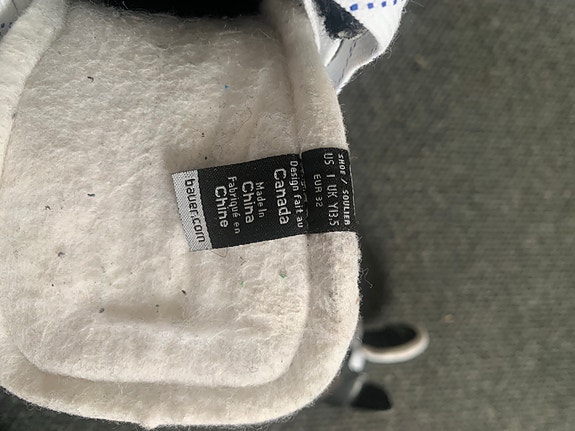 SHOE / SOULIER
US 1 UK Y13.5
EUR 32
Design fait au
Canada
Made in
China
Fabriqué en
Chine
bauer.com